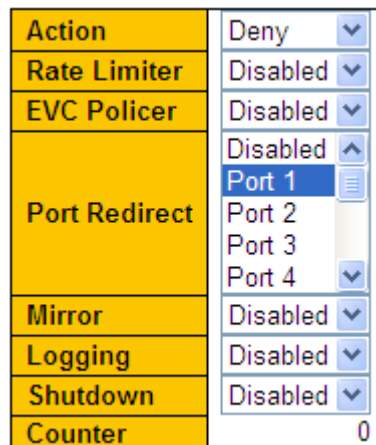 Action Deny
Rate Limiter Disabled
EVC Policer Disabled
Port Redirect Disabled
Port 1
Port 2
Port 3
Port 4
Mirror Disabled
Logging Disabled
Shutdown Disabled
Counter 0